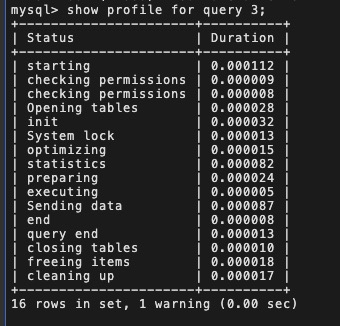 mysql> show profile for query 3;
+----------------------+----------+
| Status               | Duration |
+----------------------+----------+
| starting             | 0.000112 |
| checking permissions | 0.000009 |
| checking permissions | 0.000008 |
| Opening tables       | 0.000028 |
| init                 | 0.000032 |
| System lock          | 0.000013 |
| optimizing           | 0.000015 |
| statistics           | 0.000082 |
| preparing            | 0.000024 |
| executing            | 0.000005 |
| Sending data         | 0.000087 |
| end                  | 0.000008 |
| query end            | 0.000013 |
| closing tables       | 0.000010 |
| freeing items        | 0.000018 |
| cleaning up          | 0.000017 |
+----------------------+----------+
16 rows in set, 1 warning (0.00 sec)